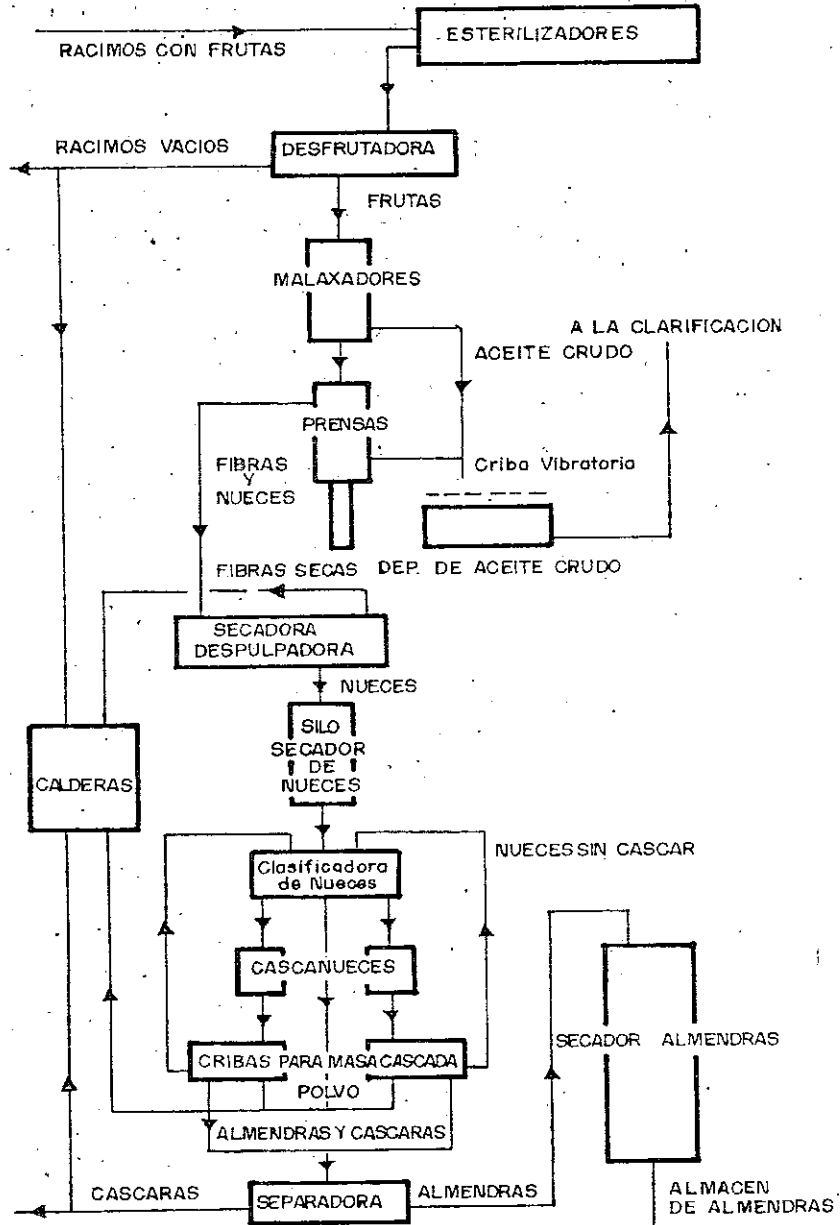 ESTERILIZADORES
RACIMOS CON FRUTAS
RACIMOS VACIOS
DESFRUTADORA
FRUTAS
MALAXADORES
A LA CLARIFICACION
ACEITE CRUDO
PRENSAS
FIBRAS
Y
NUECES
Criba Vibratoria
FIBRAS SECAS
DEP. DE ACEITE CRUDO
SECADORA
DESPULPADORA
NUECES
SILO
SECADOR
DE
NUECES
CALDERAS
NUECES SIN CASCAR
Clasificadora
de Nueces
CASCANUECES
SECADOR ALMENDRAS
CRIBAS PARA MASA CASCADA
POLVO
ALMENDRAS Y CASCARAS
CASCARAS
SEPARADORA
ALMENDRAS
ALMACEN
DE ALMENDRAS